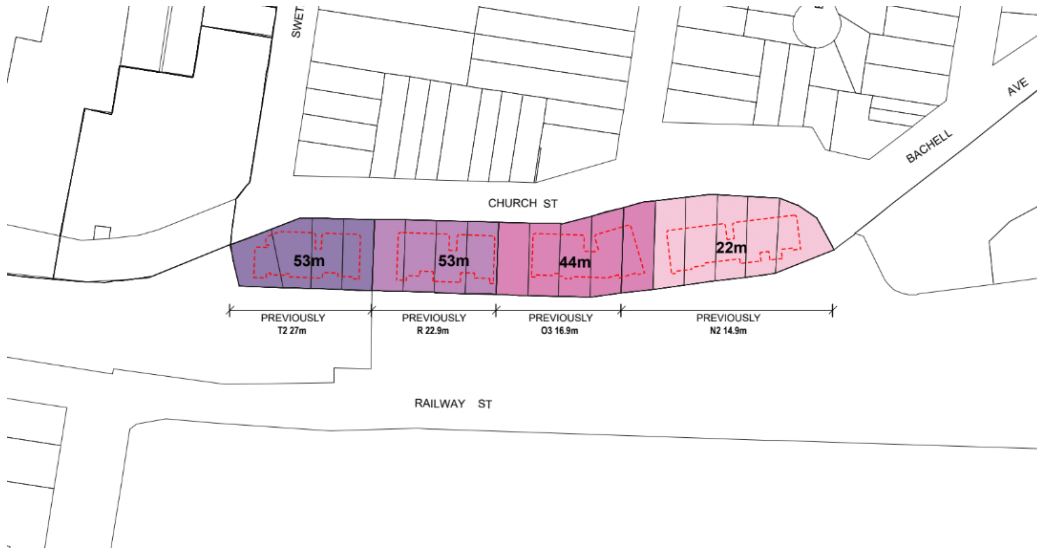 SWET
AVE
BACHELL
CHURCH ST
53m
53m
44m
22m
PREVIOUSLY
T2 27m
PREVIOUSLY
R 22.9m
PREVIOUSLY
O3 16.9m
PREVIOUSLY
N2 14.9m
RAILWAY ST